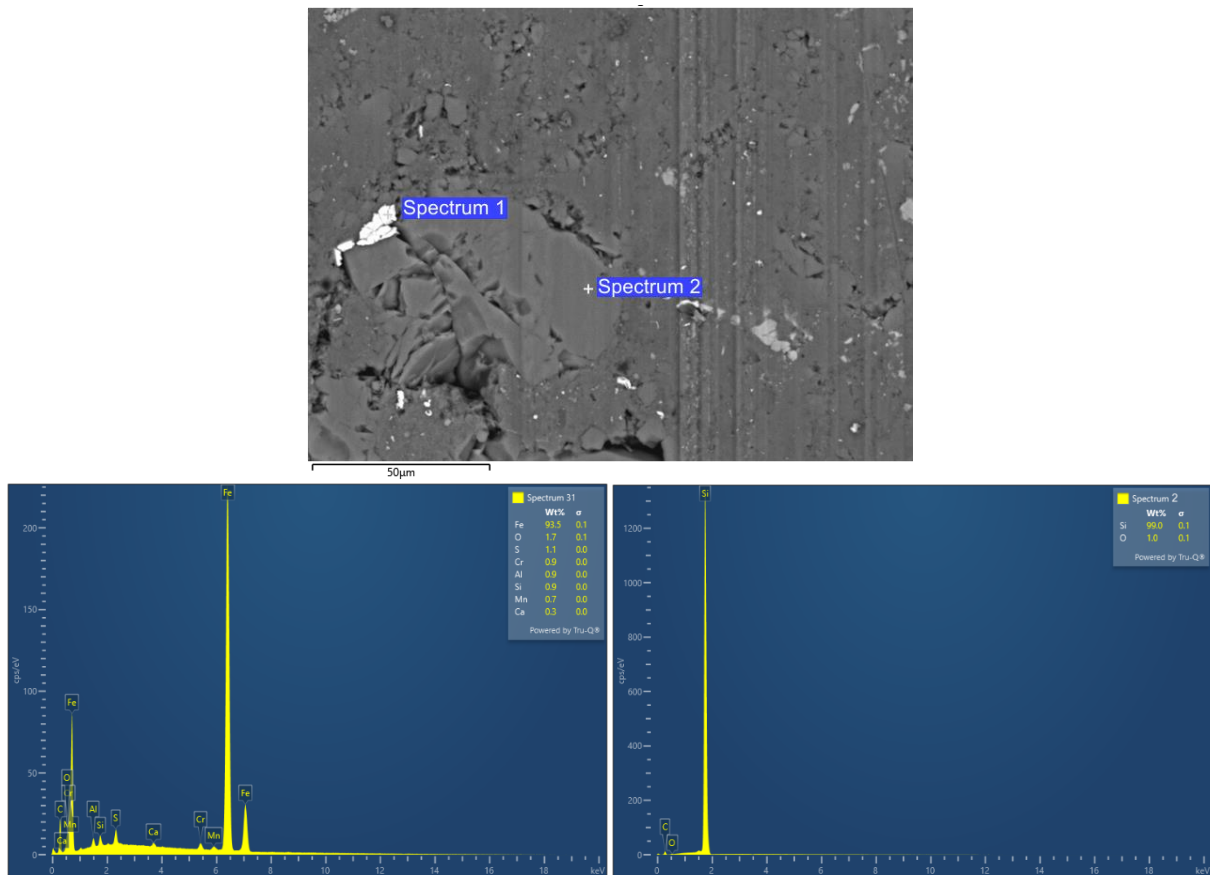 Spectrum 1
Spectrum 2
50µm
Spectrum 31
Wt% σ
Fe 93.5 0.1
O 1.7 0.1
S 1.1 0.0
Cr 0.9 0.0
Al 0.9 0.0
Si 0.9 0.0
Mn 0.7 0.0
Ca 0.3 0.0
Powered by Tru-Q®
cps/eV
200
150
100
50
0
Fe
Fe
O
Cr
C
Mn
Ca
Al
Si
S
Ca
Cr
Mn
Fe
0 2 4 6 8 10 12 14 16 18 keV
Spectrum 2
Wt% σ
Si 99.0 0.1
O 1.0 0.1
Powered by Tru-Q®
cps/eV
1200
1000
800
600
400
200
0
Si
C
O
0 2 4 6 8 10 12 14 16 18 keV